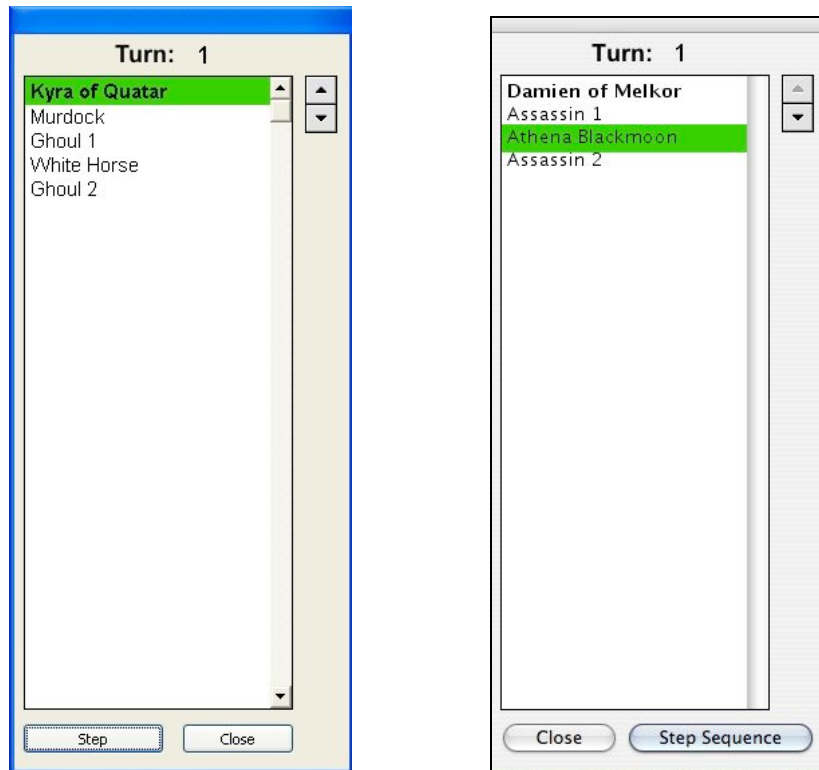 Turn: 1
Kyra of Quatar
Murdock
Ghoul 1
White Horse
Ghoul 2
Step
Close
Turn: 1
Damien of Melkor
Assassin 1
Athena Blackmoon
Assassin 2
Close
Step Sequence